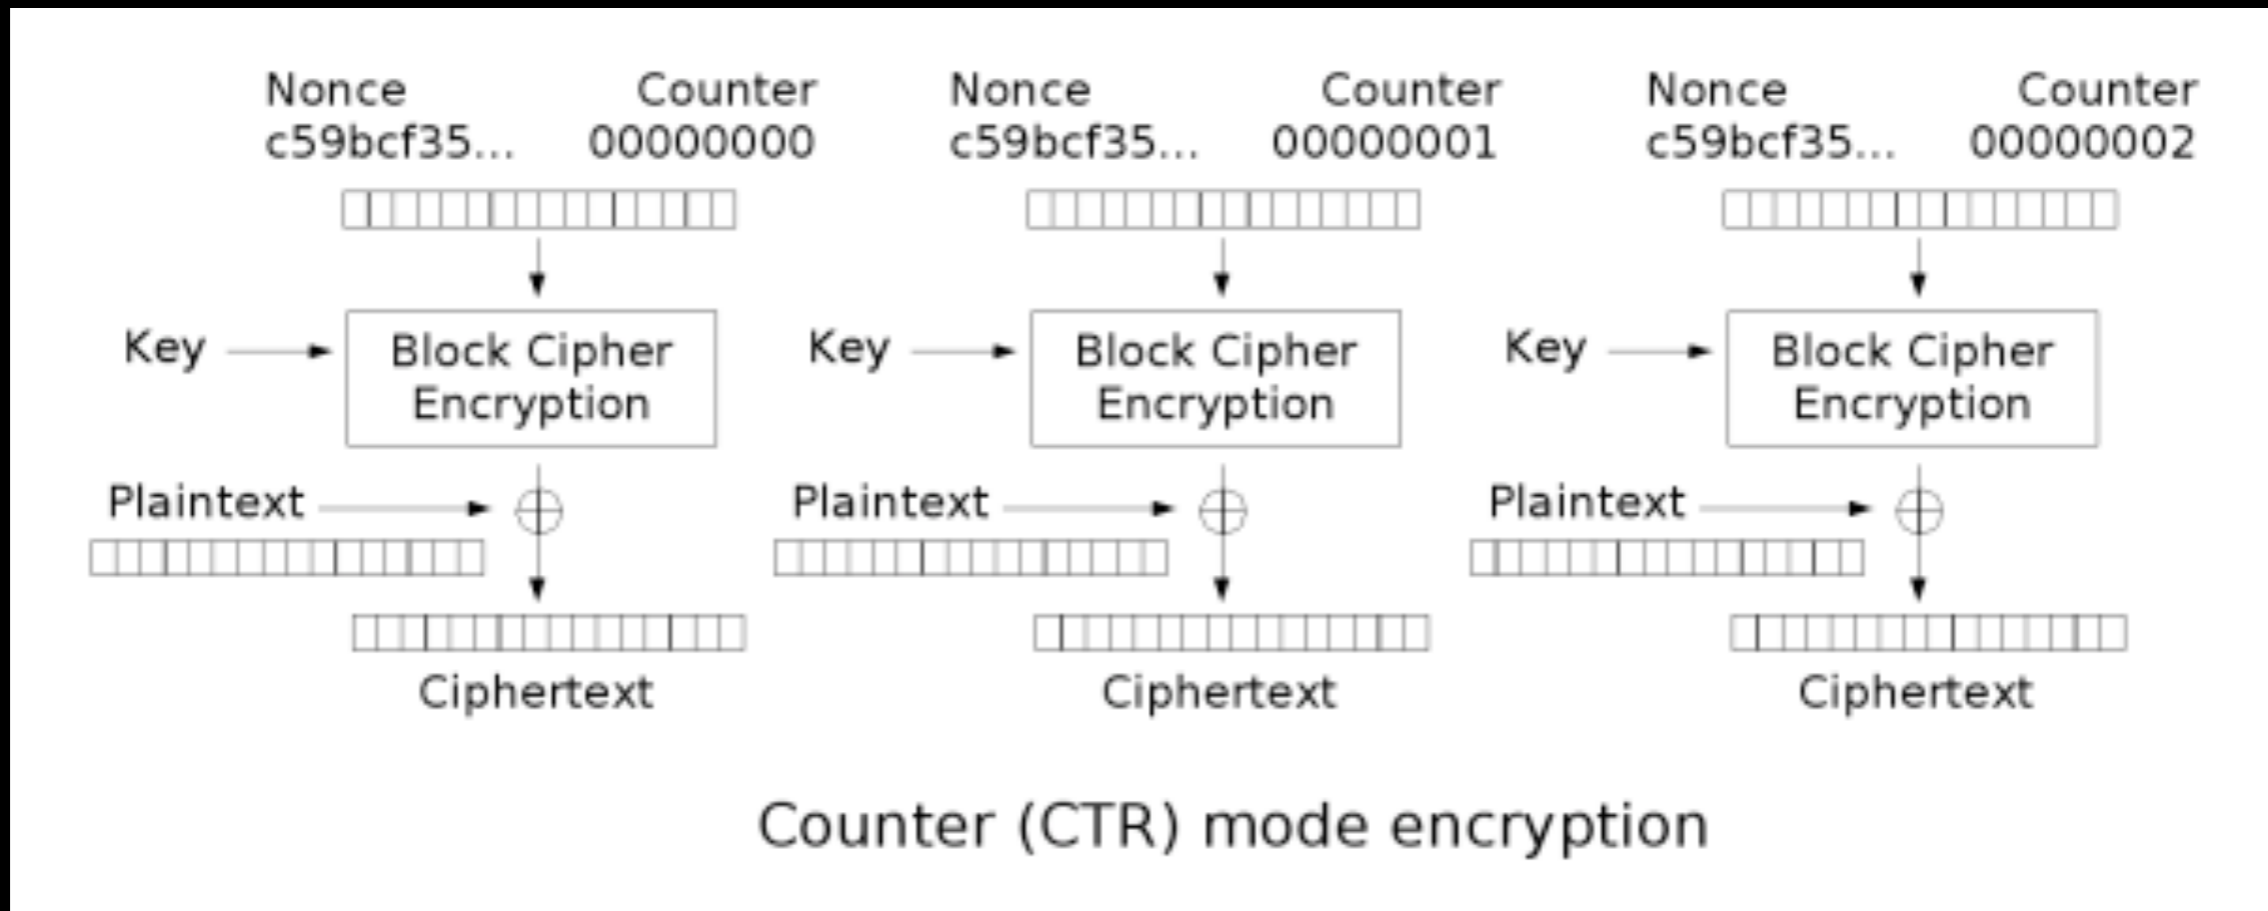 Nonce Counter Nonce Counter Nonce Counter
c59bcf35... 00000000 c59bcf35... 00000001 c59bcf35... 00000002
Key Block Cipher Key Block Cipher Key Block Cipher
Encryption Encryption Encryption
Plaintext Plaintext Plaintext
Ciphertext Ciphertext Ciphertext
Counter (CTR) mode encryption